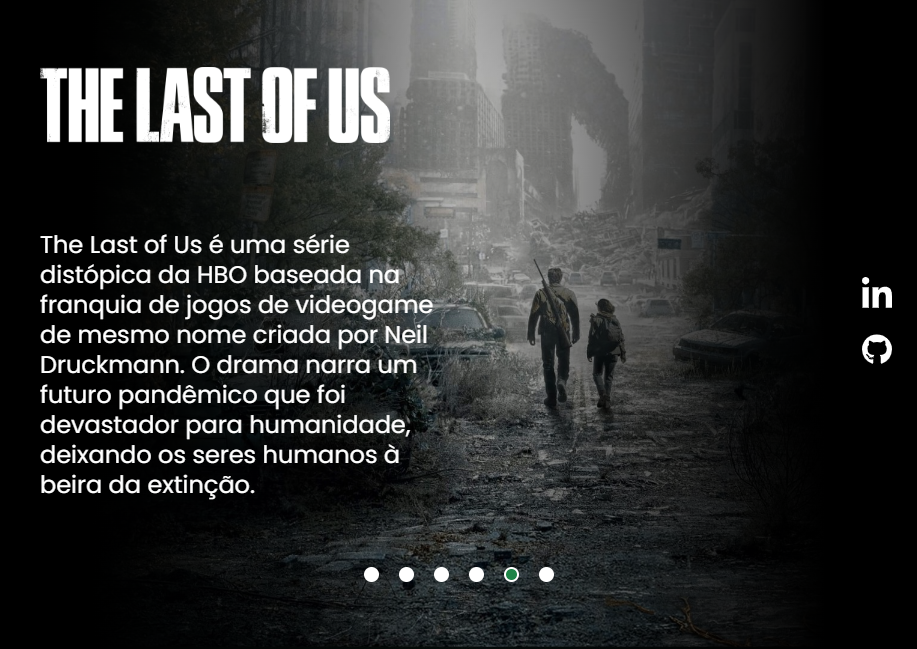 THE LAST OF US
The Last of Us é uma série
distópica da HBO baseada na
franquia de jogos de videogame
de mesmo nome criada por Neil
Druckmann. O drama narra um
futuro pandêmico que foi
devastador para humanidade,
deixando os seres humanos à
beira da extinção.
in